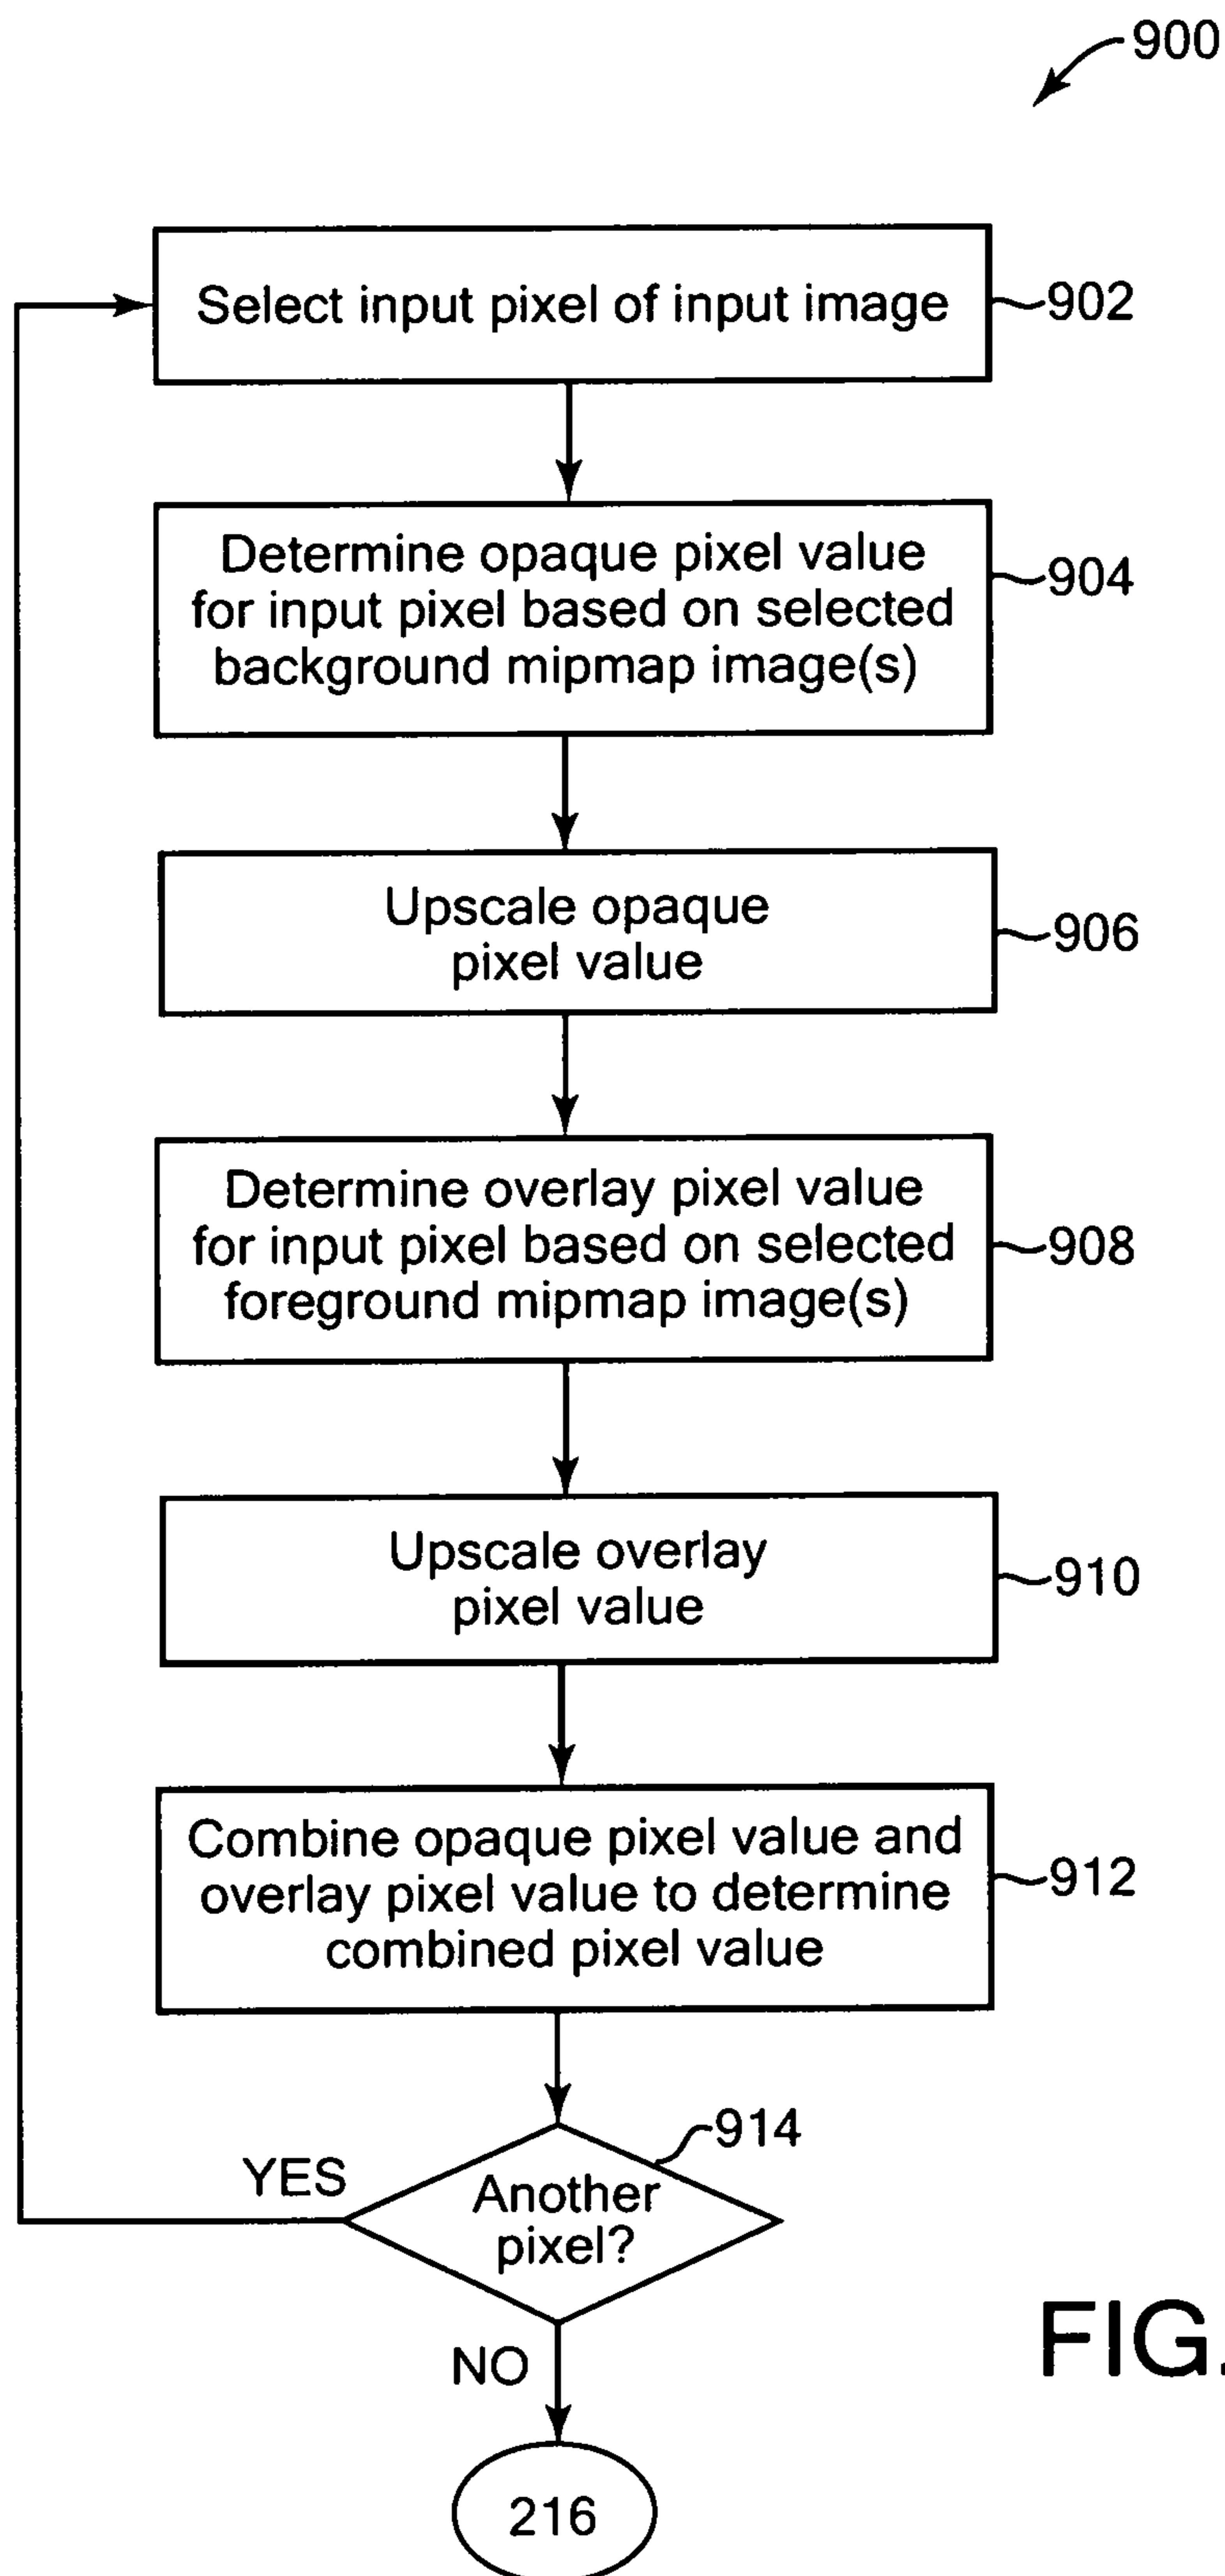 900
Select input pixel of input image
902
Determine opaque pixel value
for input pixel based on selected
background mipmap image(s)
904
Upscale opaque
pixel value
906
Determine overlay pixel value
for input pixel based on selected
foreground mipmap image(s)
908
Upscale overlay
pixel value
910
Combine opaque pixel value and
overlay pixel value to determine
combined pixel value
912
914
YES
Another
pixel?
NO
FIG.
216